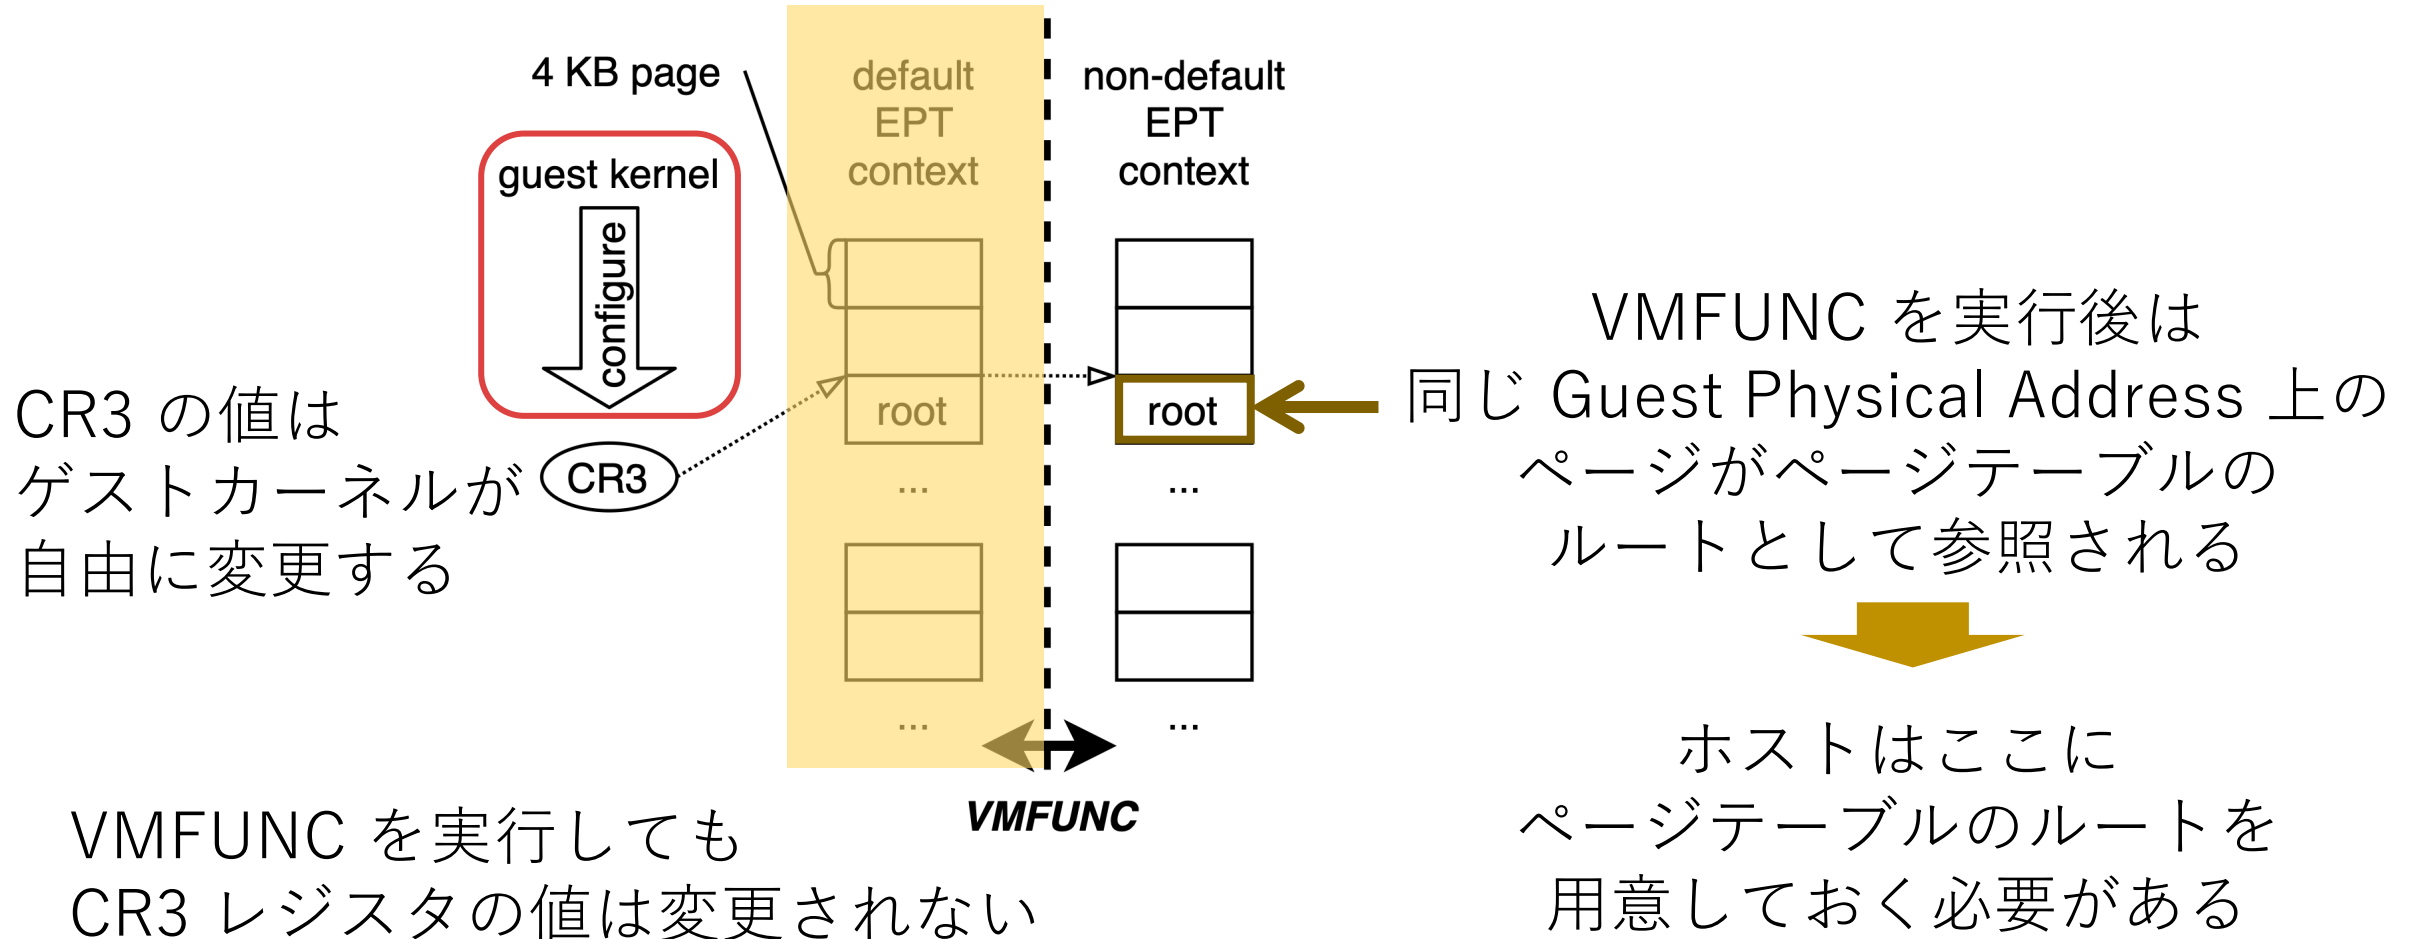 4 KB page
default
EPT
context
non-default
EPT
context
guest kernel
configure
CR3
root
...
...
root
...
...
VMFUNC
CR3 の値は
ゲストカーネルが
自由に変更する
VMFUNC を実行しても
CR3 レジスタの値は変更されない
VMFUNC を実行後は
同じ Guest Physical Address 上の
ページがページテーブルの
ルートとして参照される
ホストはここに
ページテーブルのルートを
用意しておく必要がある